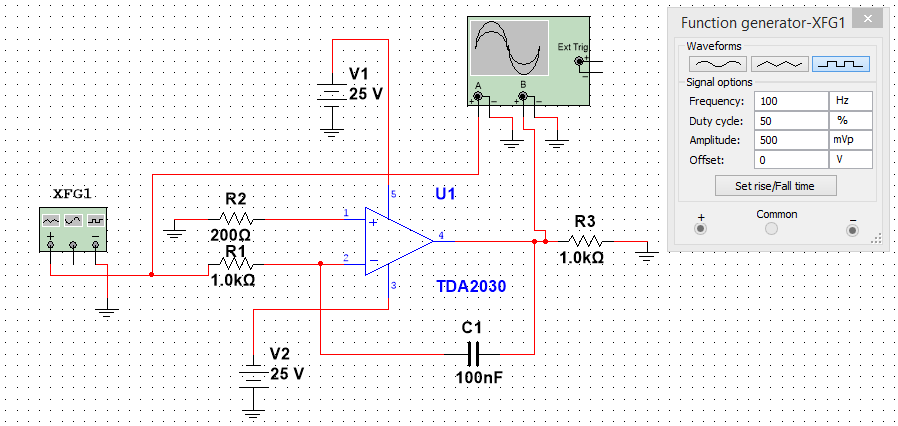 V1
25 V
Ext Trig
+
−
A
B
+ − + −
XFG1
+ −
R2
200Ω
R1
1.0kΩ
5
1
+
2
−
3
4
U1
TDA2030
R3
1.0kΩ
C1
100nF
V2
25 V
Function generator-XFG1
Waveforms
Signal options
Frequency: 100 Hz
Duty cycle: 50 %
Amplitude: 500 mVp
Offset: 0 V
Set rise/Fall time
+ Common −